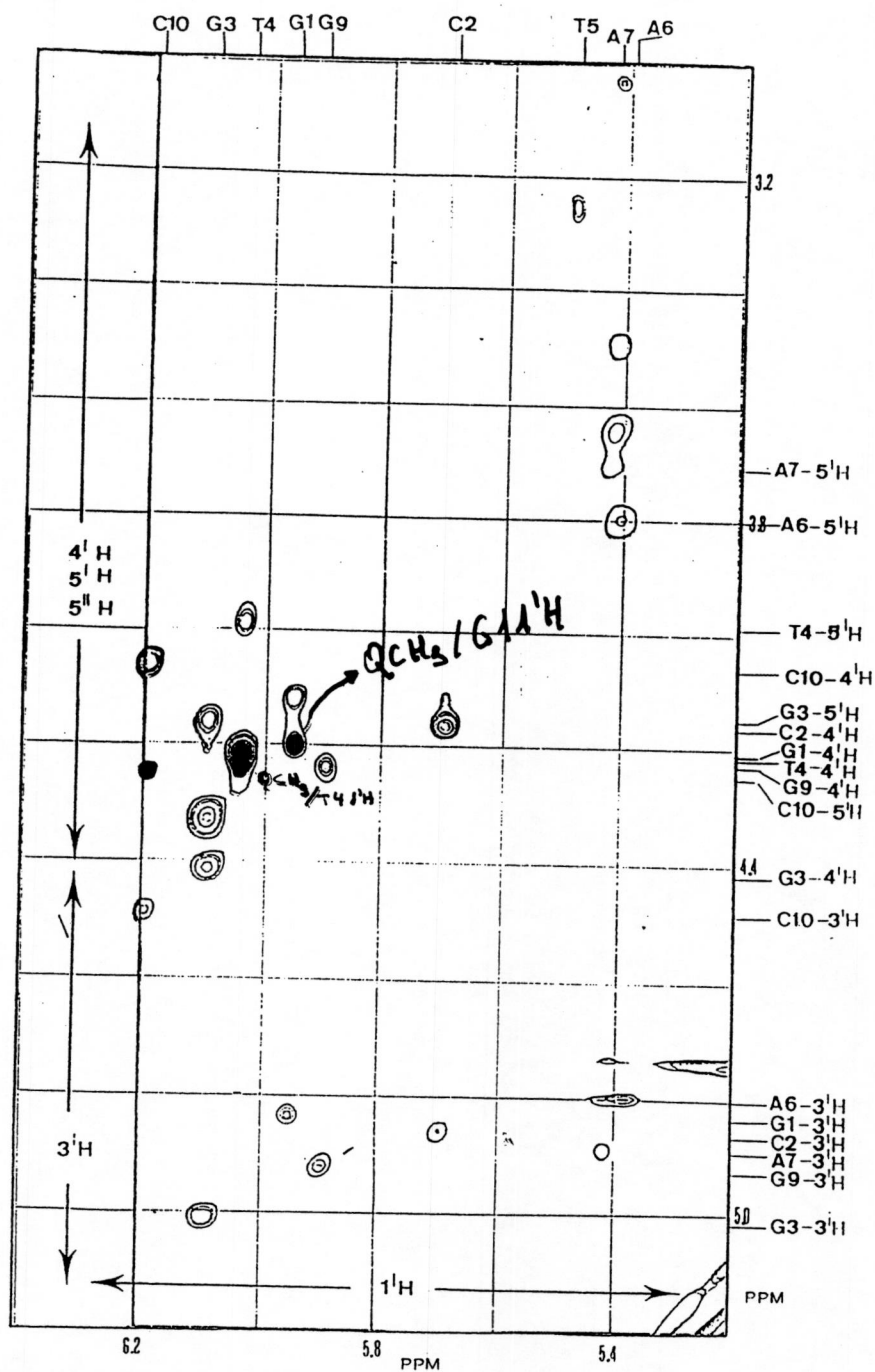 C10 G3 T4 G1 G9 C2 T5 A7 A6
3.2
A7-5'H
3.8
A6-5'H
4'H
5'H
5"H
T4-5'H
QCH3/G11'H
C10-4'H
G3-5'H
C2-4'H
G1-4'H
T4-4'H
CH3/T41'H
G9-4'H
C10-5'H
4.4
G3-4'H
C10-3'H
A6-3'H
G1-3'H
3'H
C2-3'H
A7-3'H
G9-3'H
5.0
G3-3'H
1'H
PPM
6.2 5.8 5.4
PPM